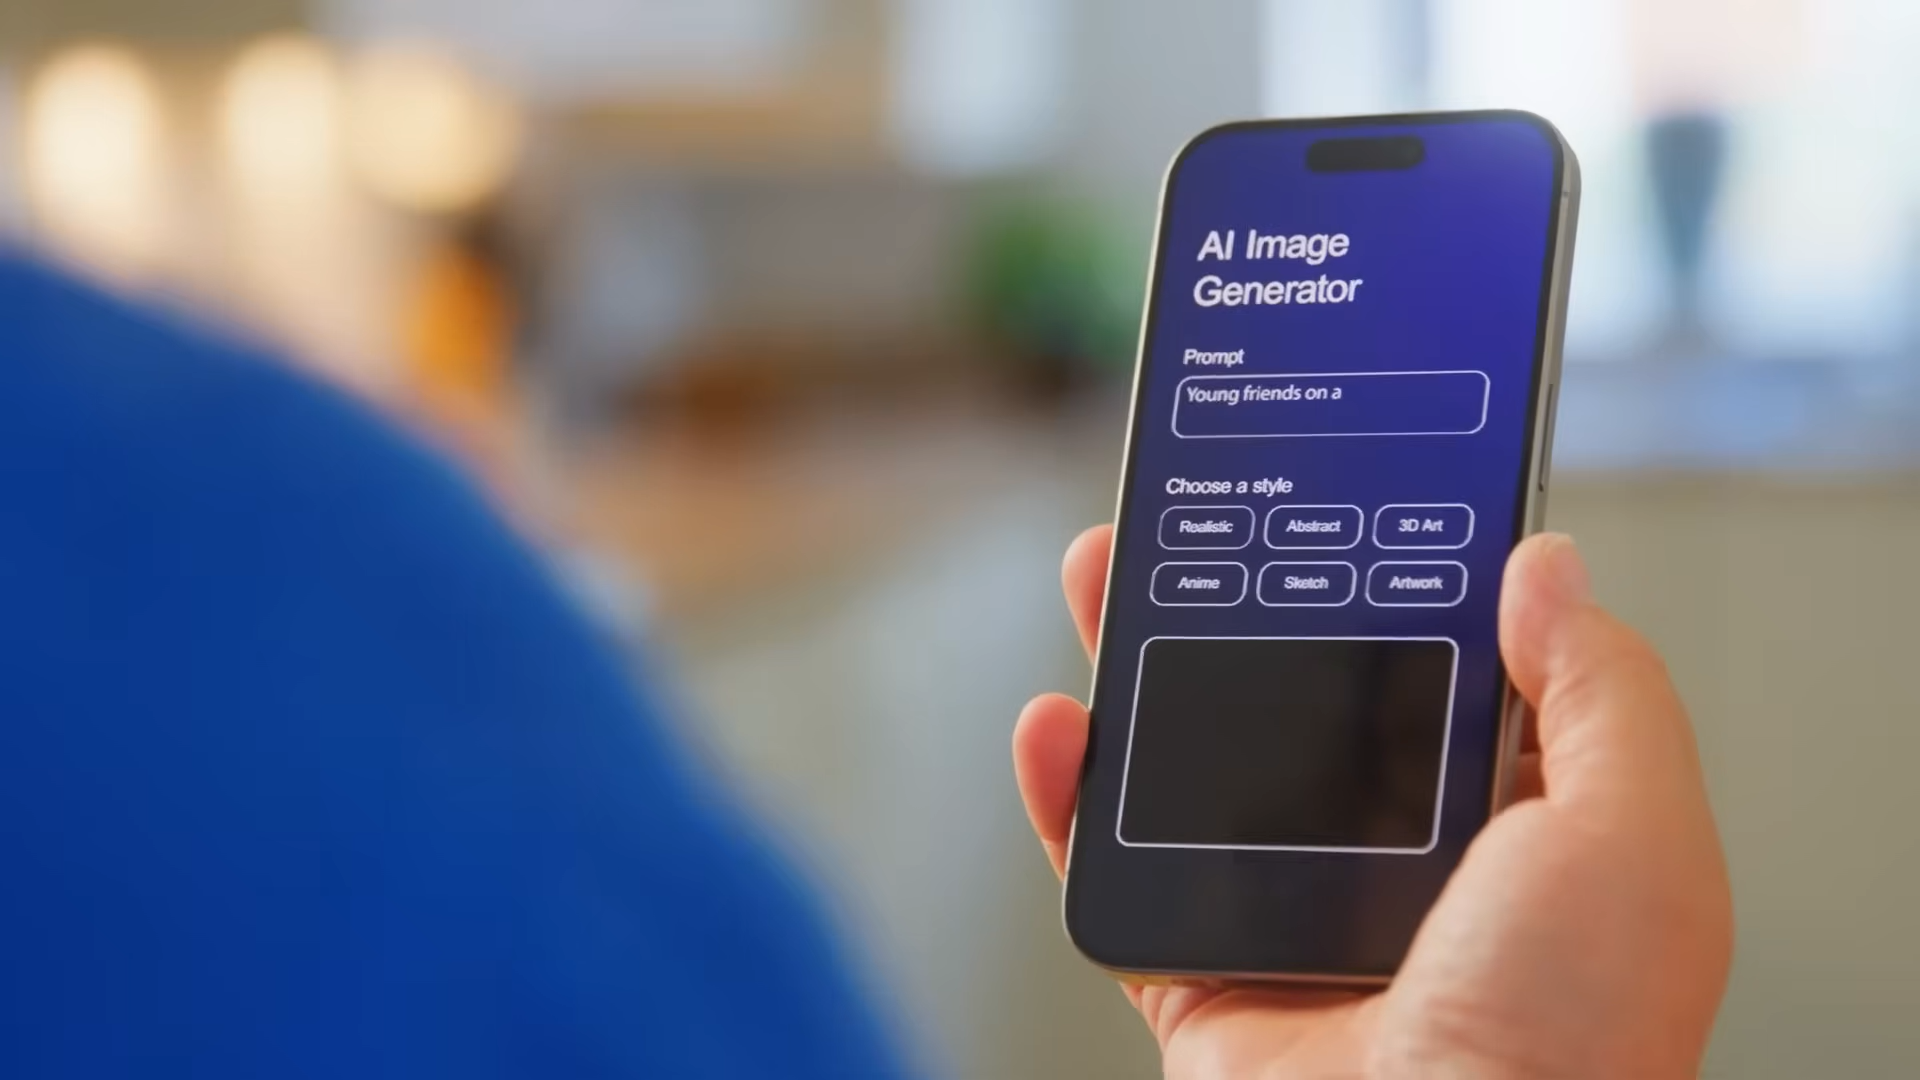 AI Image
Generator
Prompt
Young friends on a
Choose a style
Realistic
Abstract
3D Art
Anime
Sketch
Artwork